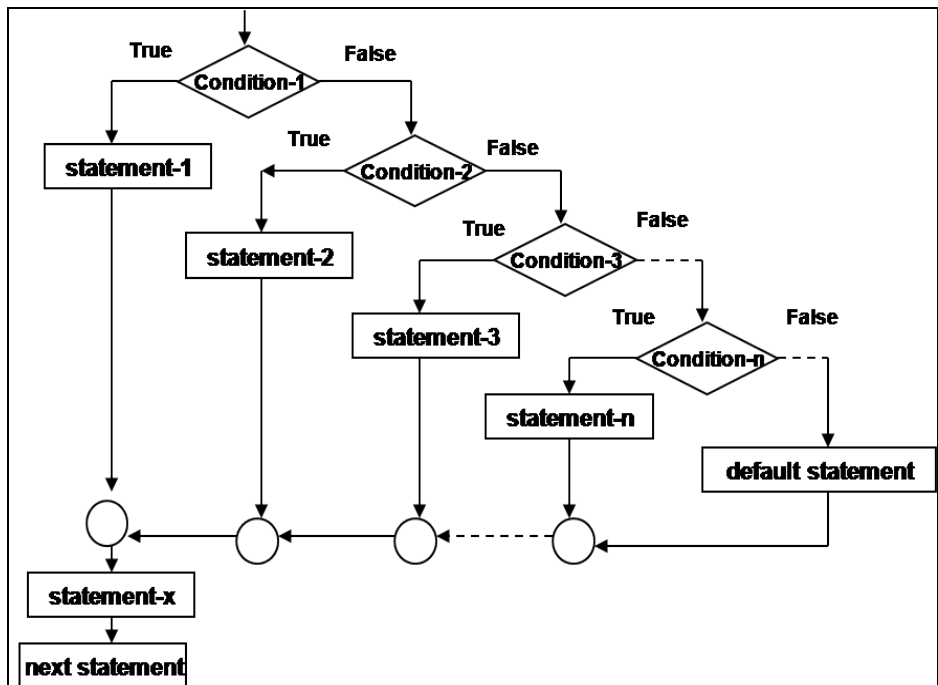 True
False
Condition-1
statement-1
True
False
Condition-2
statement-2
True
False
Condition-3
statement-3
True
False
Condition-n
statement-n
default statement
statement-x
next statement